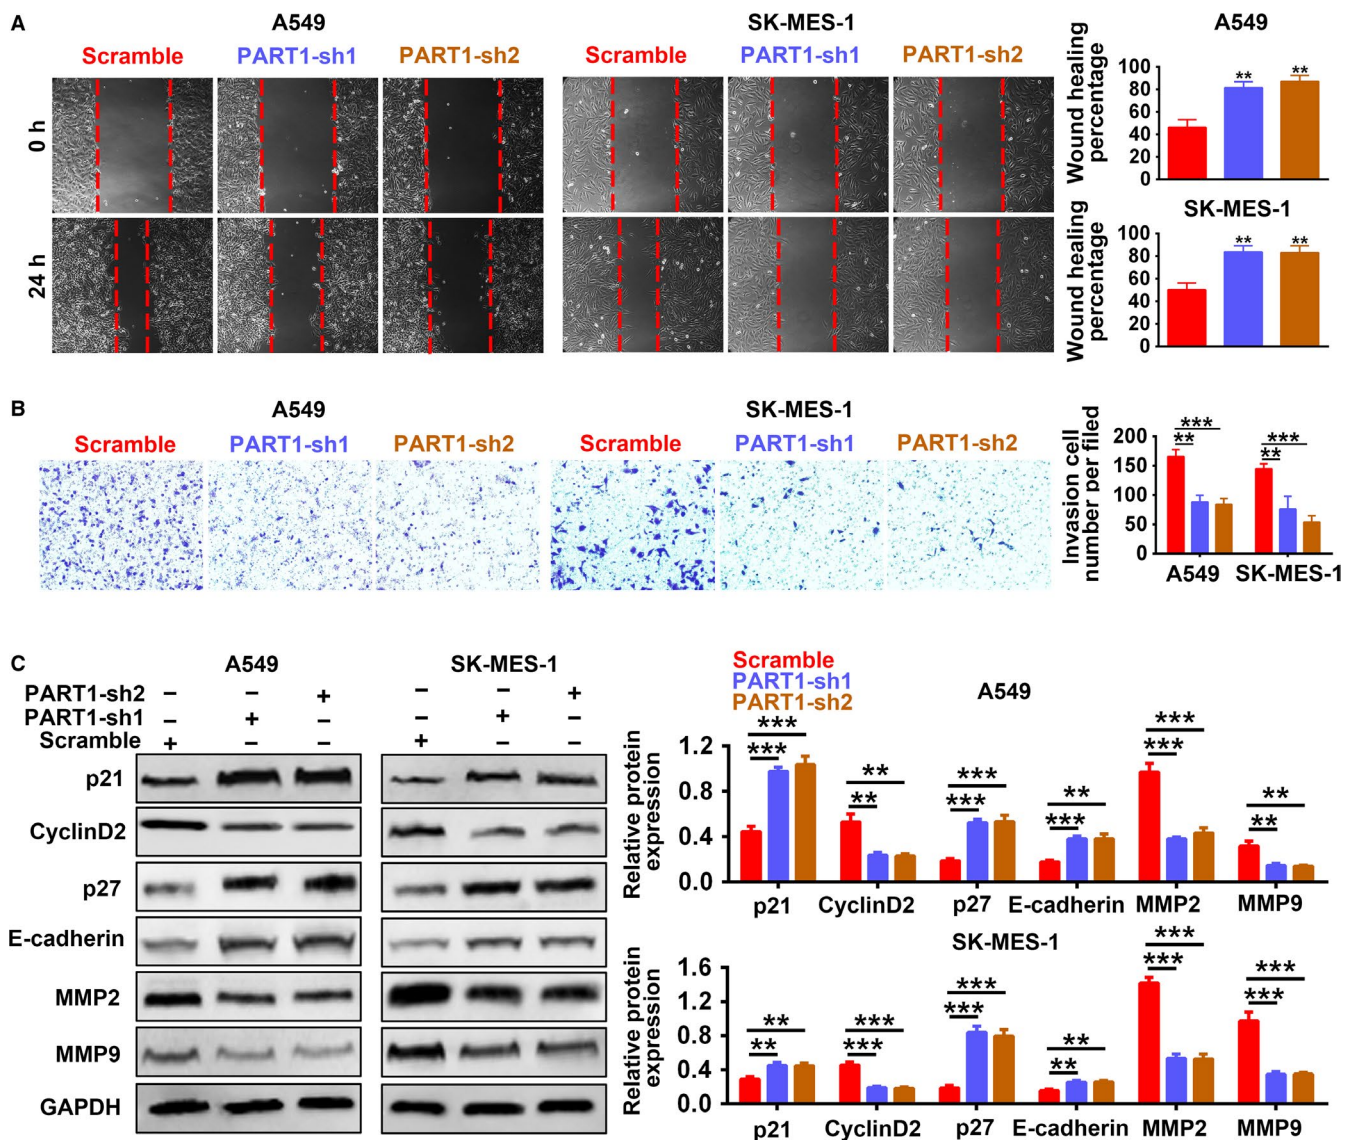 A
A549
SK-MES-1
A549
Scramble PART1-sh1 PART1-sh2
Scramble PART1-sh1 PART1-sh2
0 h
24 h
Wound healing
percentage
100
80
60
40
20
0
** **
SK-MES-1
Wound healing
percentage
100
80
60
40
20
0
** **
B
A549
SK-MES-1
Scramble PART1-sh1 PART1-sh2
Scramble PART1-sh1 PART1-sh2
Invasion cell
number per filed
200
150
100
50
0
***
**
***
**
A549 SK-MES-1
C
A549
SK-MES-1
PART1-sh2 – – + – – +
PART1-sh1 – + – – + –
Scramble + – – + – –
p21
CyclinD2
p27
E-cadherin
MMP2
MMP9
GAPDH
Scramble
PART1-sh1
PART1-sh2
A549
Relative protein
expression
1.2
0.8
0.4
0.0
***
***
**
**
***
***
**
***
***
***
**
**
p21 CyclinD2 p27 E-cadherin MMP2 MMP9
SK-MES-1
Relative protein
expression
1.6
1.2
0.8
0.4
0.0
**
**
***
***
***
***
**
**
***
***
***
***
p21 CyclinD2 p27 E-cadherin MMP2 MMP9